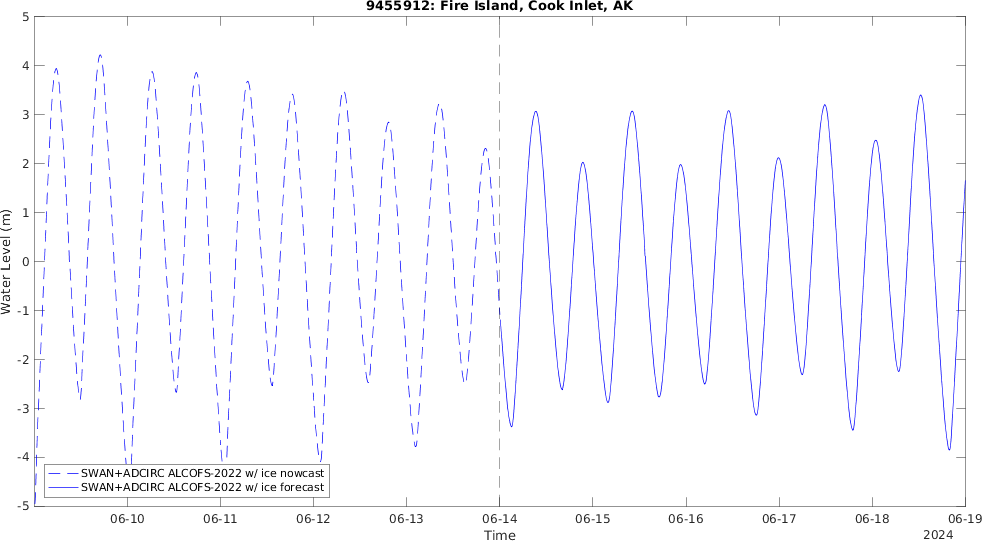 9455912: Fire Island, Cook Inlet, AK
5
4
3
2
1
0
-1
-2
-3
-4
-5
Water Level (m)
SWAN+ADCIRC ALCOFS-2022 w/ ice nowcast
SWAN+ADCIRC ALCOFS-2022 w/ ice forecast
06-10 06-11 06-12 06-13 06-14 06-15 06-16 06-17 06-18 06-19
Time
2024